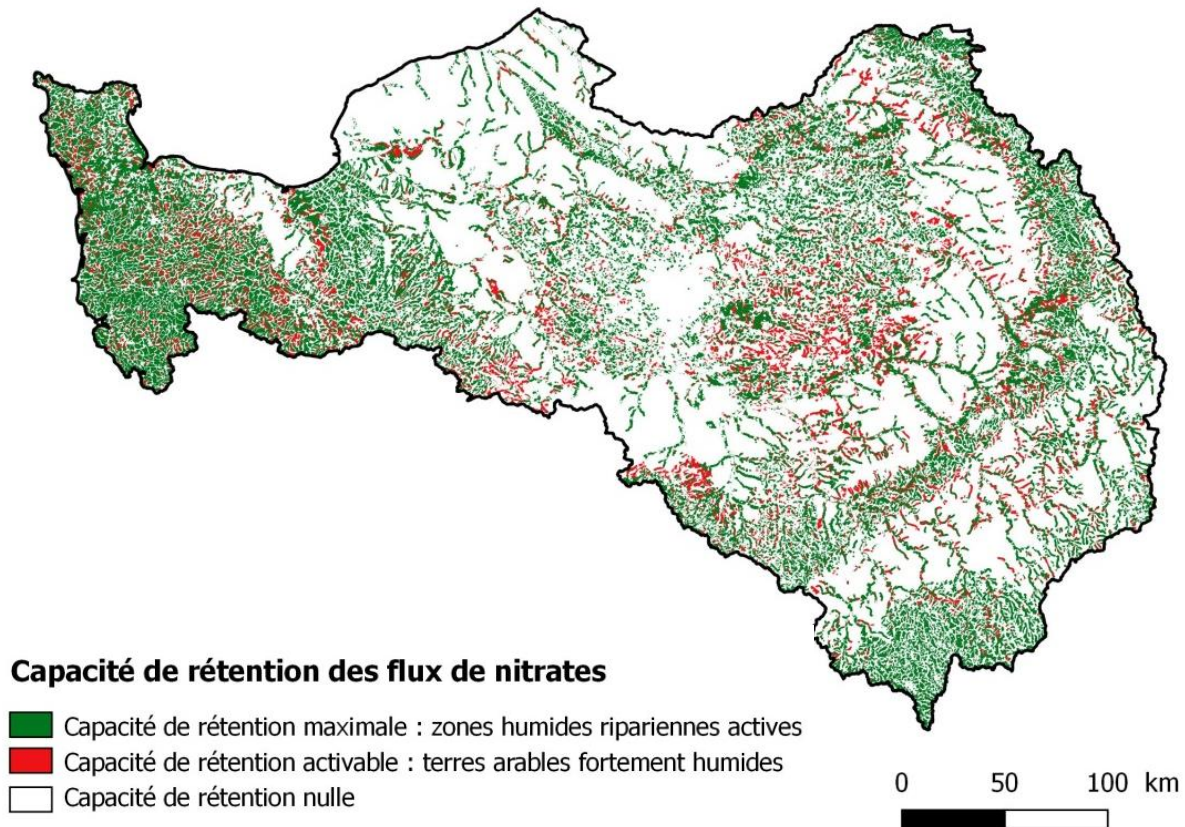 Capacité de rétention des flux de nitrates
Capacité de rétention maximale : zones humides ripariennes actives
Capacité de rétention activable : terres arables fortement humides
Capacité de rétention nulle
0 50 100 km